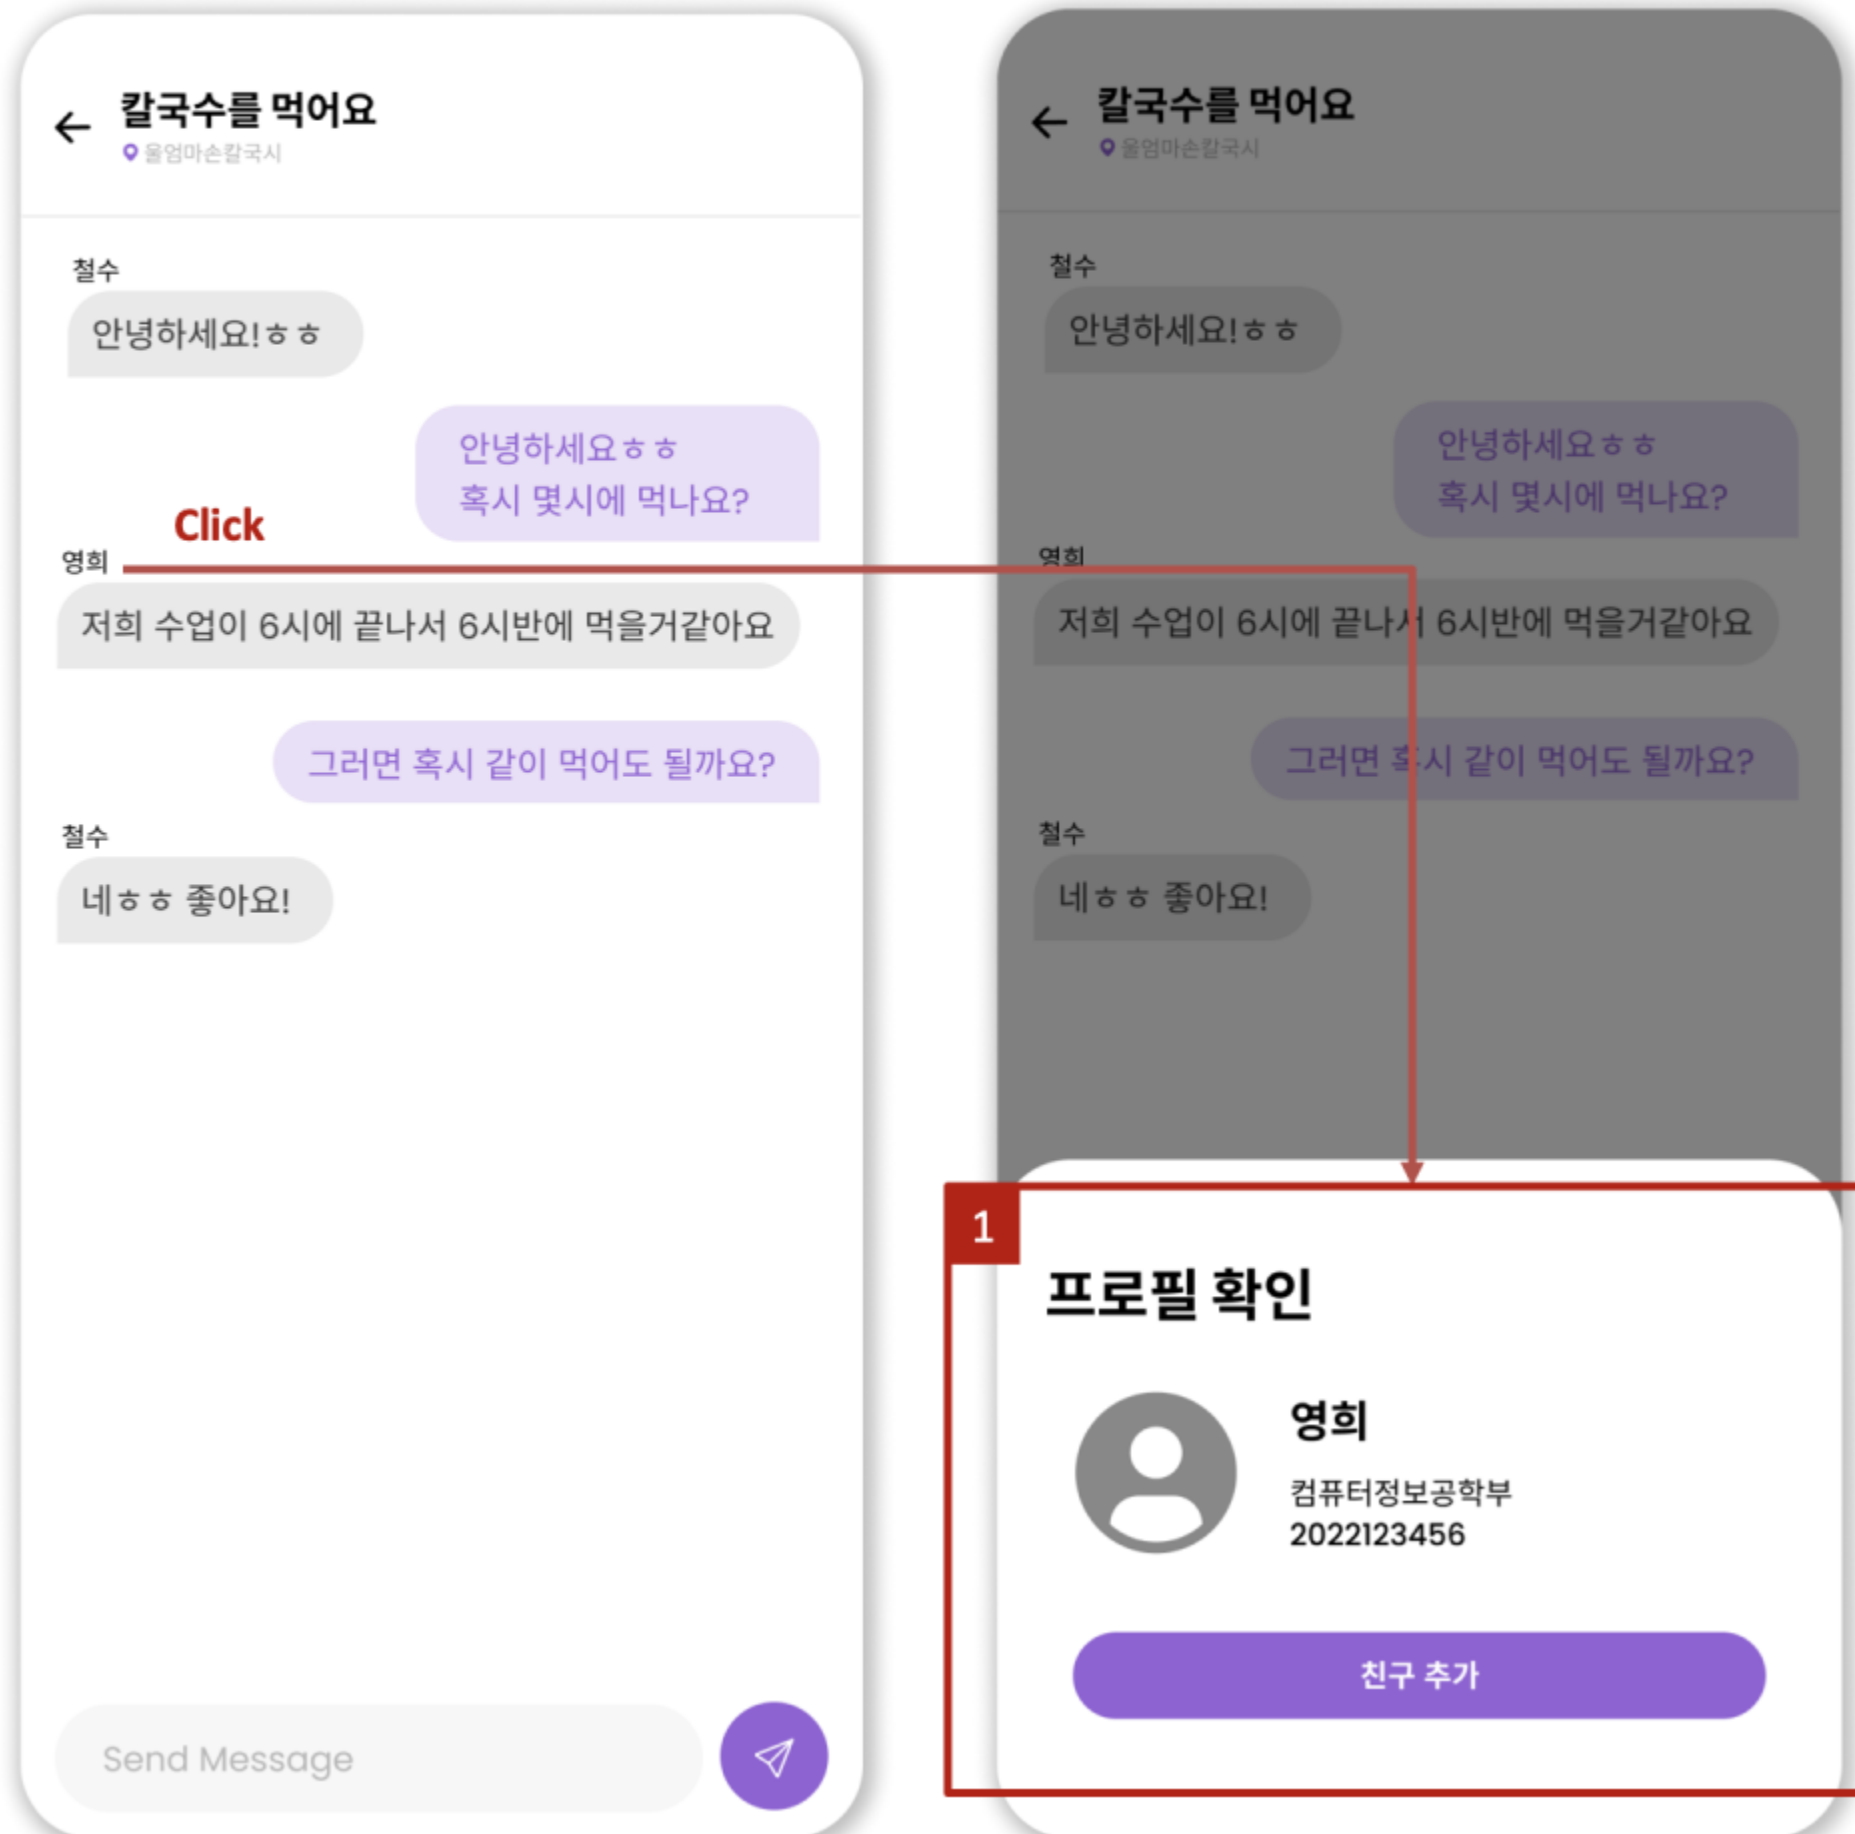 칼국수를 먹어요
울엄마손칼국시
철수
안녕하세요!ㅎㅎ
안녕하세요ㅎㅎ
혹시 몇시에 먹나요?
Click
영희
저희 수업이 6시에 끝나서 6시반에 먹을거같아요
그러면 혹시 같이 먹어도 될까요?
철수
네ㅎㅎ 좋아요!
Send Message
칼국수를 먹어요
울엄마손칼국시
철수
안녕하세요!ㅎㅎ
안녕하세요ㅎㅎ
혹시 몇시에 먹나요?
영희
저희 수업이 6시에 끝나서 6시반에 먹을거같아요
그러면 혹시 같이 먹어도 될까요?
철수
네ㅎㅎ 좋아요!
1
프로필 확인
영희
컴퓨터정보공학부
2022123456
친구 추가